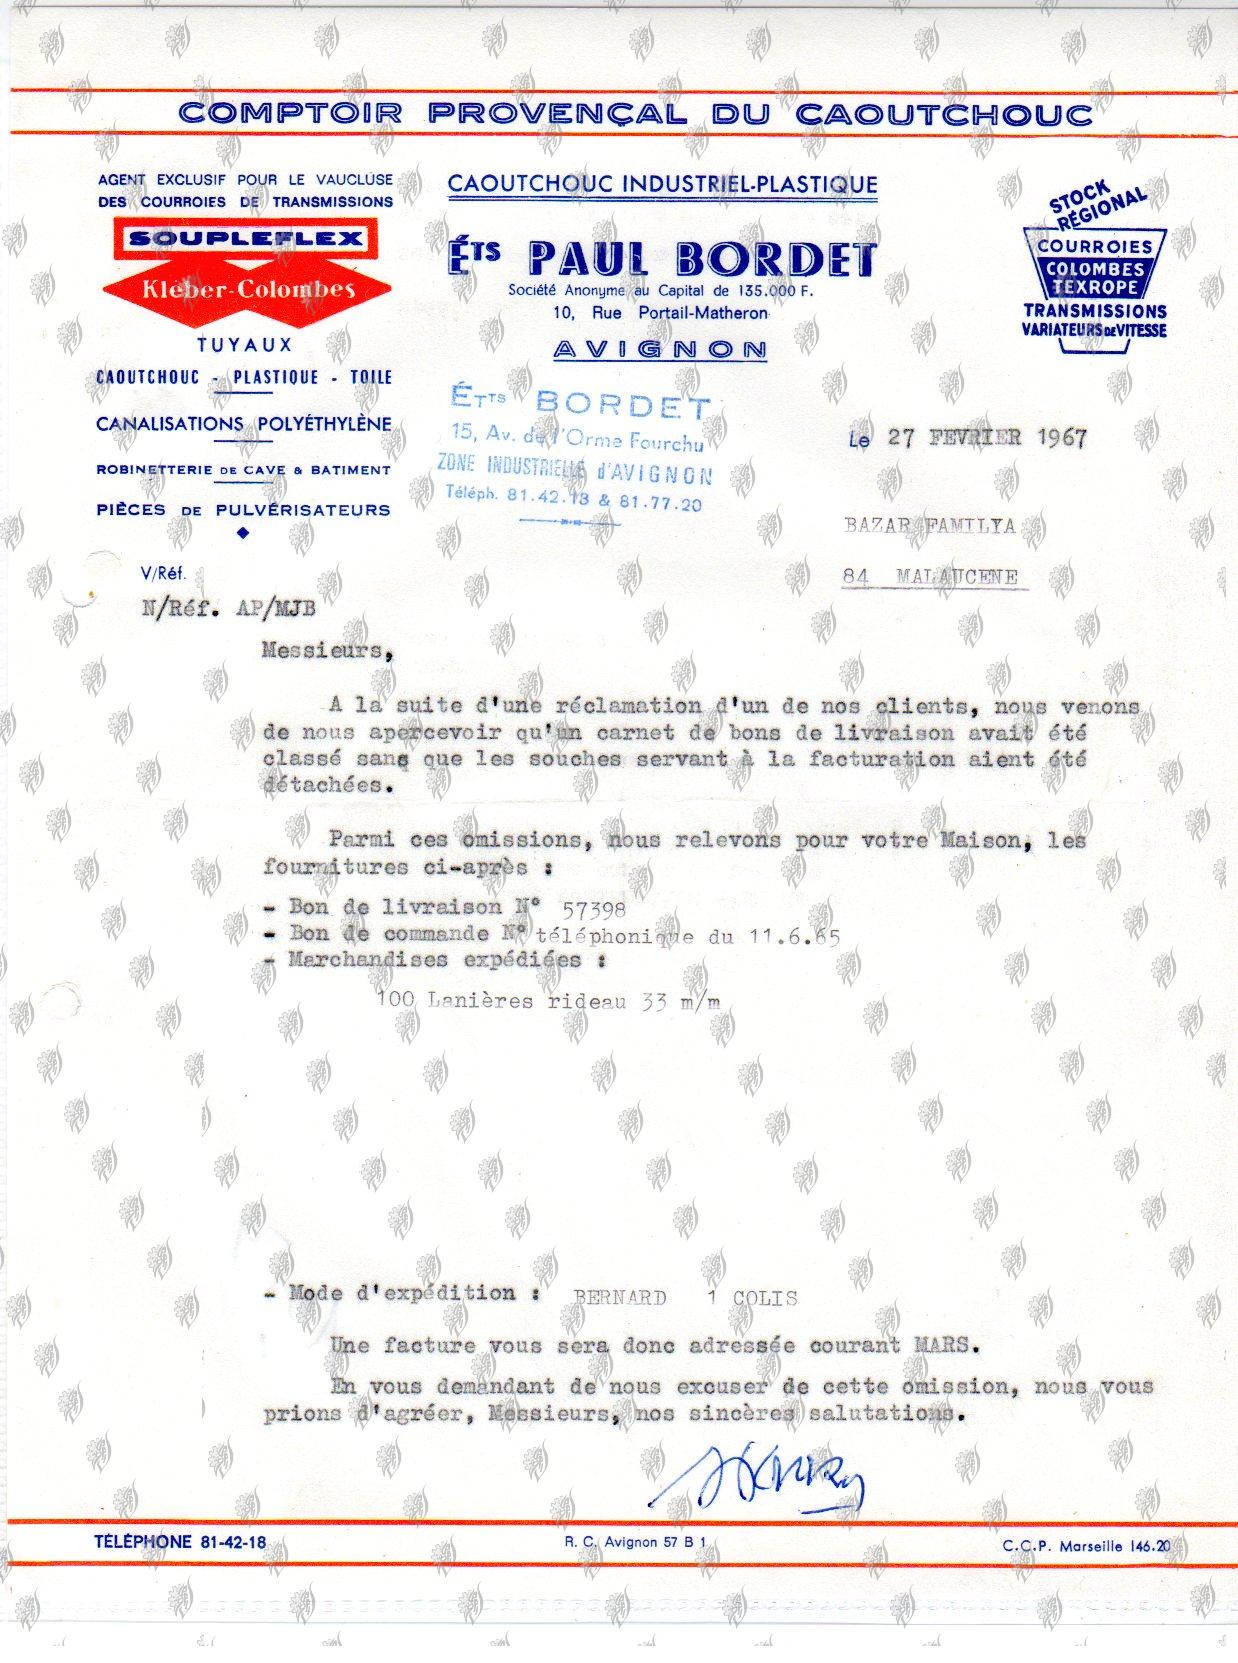 COMPTOIR PROVENÇAL DU CAOUTCHOUC
AGENT EXCLUSIF POUR LE VAUCLUSE
DES COURROIES DE TRANSMISSIONS
SOUPLEFLEX
Kleber-Colombes
TUYAUX
CAOUTCHOUC - PLASTIQUE - TOILE
CANALISATIONS POLYÉTHYLÈNE
ROBINETTERIE DE CAVE & BATIMENT
PIÈCES DE PULVÉRISATEURS
CAOUTCHOUC INDUSTRIEL-PLASTIQUE
ÉTS PAUL BORDET
Société Anonyme au Capital de 135.000 F.
10, Rue Portail-Matheron
AVIGNON
ÉTTS BORDET
15, Av. de l'Orme Fourchu
ZONE INDUSTRIELLE d'AVIGNON
Téléph. 81.42.18 & 81.77.20
STOCK
RÉGIONAL
COURROIES
COLOMBES
TEXROPE
TRANSMISSIONS
VARIATEURS DE VITESSE
Le 27 FEVRIER 1967
BAZAR FAMILYA
84 MALAUCENE
V/Réf.
N/Réf. AP/MJB
Messieurs,
A la suite d'une réclamation d'un de nos clients, nous venons
de nous apercevoir qu'un carnet de bons de livraison avait été
classé sans que les souches servant à la facturation aient été
détachées.
Parmi ces omissions, nous relevons pour votre Maison, les
fournitures ci-après :
- Bon de livraison N° 57398
- Bon de commande N° téléphonique du 11.6.65
- Marchandises expédiées :
100 Lanières rideau 33 m/m
- Mode d'expédition : BERNARD 1 COLIS
Une facture vous sera donc adressée courant MARS.
En vous demandant de nous excuser de cette omission, nous vous
prions d'agréer, Messieurs, nos sincères salutations.
TÉLÉPHONE 81-42-18
R. C. Avignon 57 B 1
C.C.P. Marseille 146.20